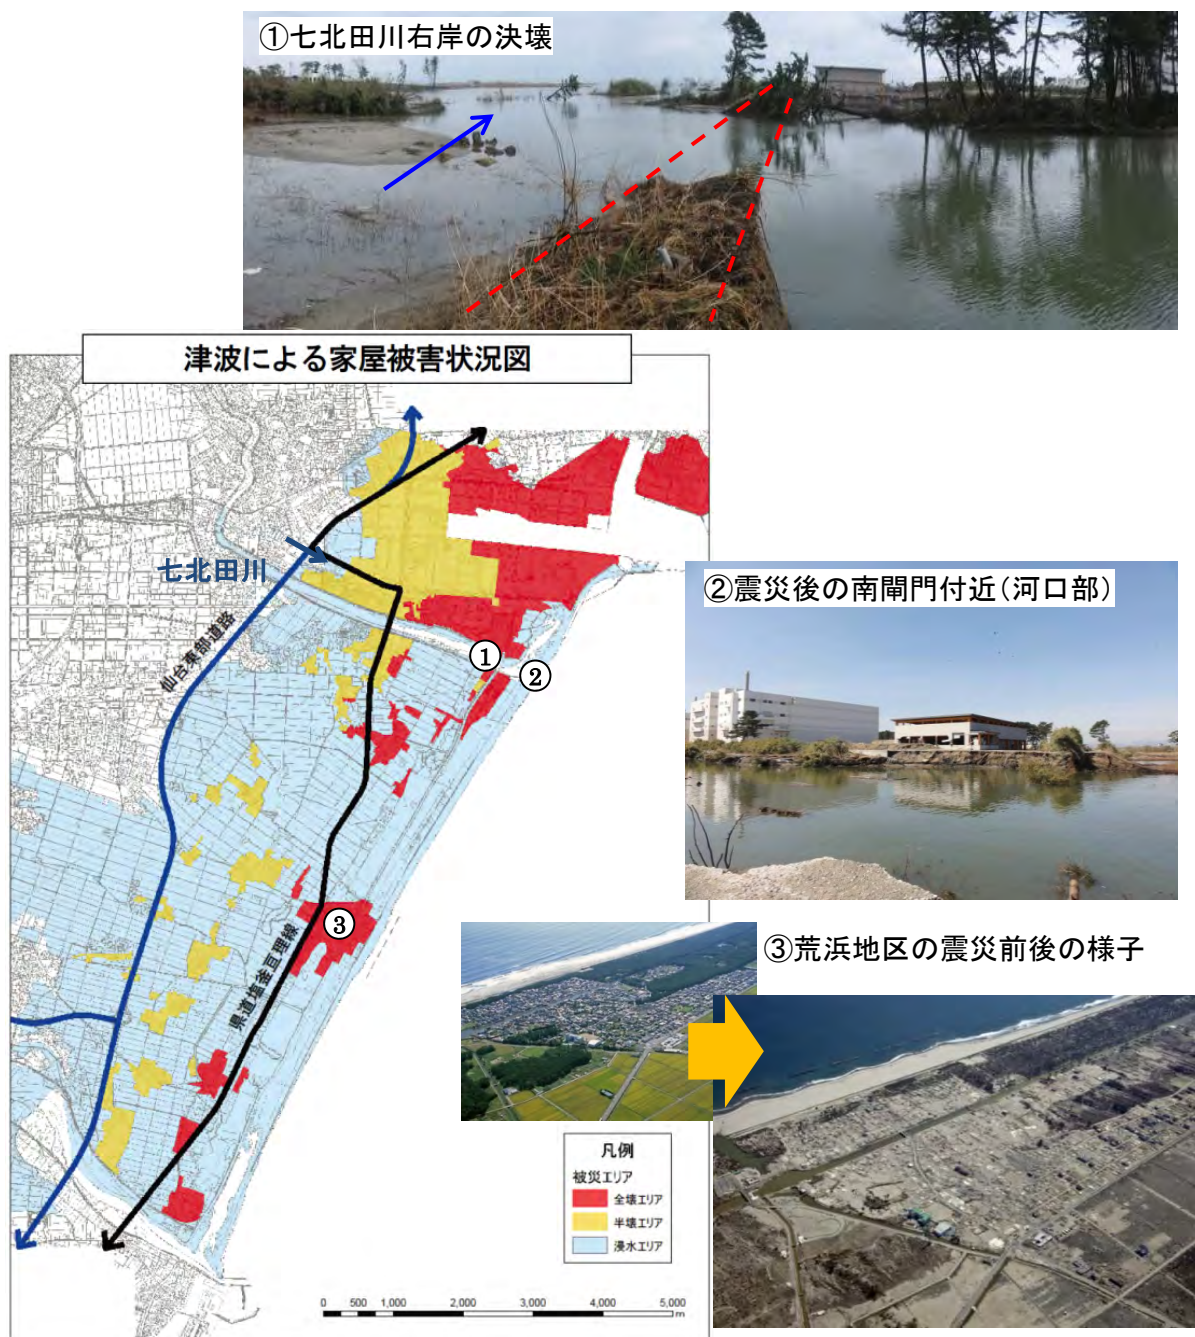 ①七北田川右岸の決壊
津波による家屋被害状況図
七北田川
仙台東部道路
①
②
②震災後の南閘門付近(河口部)
③
県道塩釜亘理線
③荒浜地区の震災前後の様子
凡例
被災エリア
全壊エリア
半壊エリア
浸水エリア
0 500 1,000 2,000 3,000 4,000 5,000
m